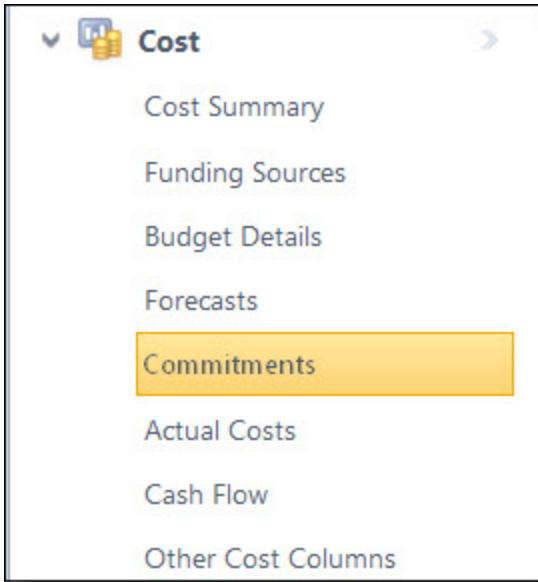 Cost
Cost Summary
Funding Sources
Budget Details
Forecasts
Commitments
Actual Costs
Cash Flow
Other Cost Columns